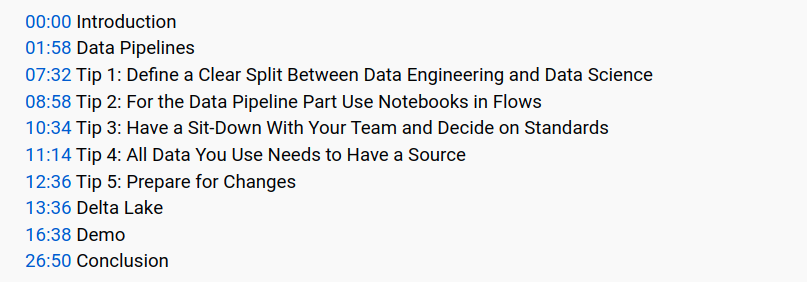 00:00 Introduction
01:58 Data Pipelines
07:32 Tip 1: Define a Clear Split Between Data Engineering and Data Science
08:58 Tip 2: For the Data Pipeline Part Use Notebooks in Flows
10:34 Tip 3: Have a Sit-Down With Your Team and Decide on Standards
11:14 Tip 4: All Data You Use Needs to Have a Source
12:36 Tip 5: Prepare for Changes
13:36 Delta Lake
16:38 Demo
26:50 Conclusion